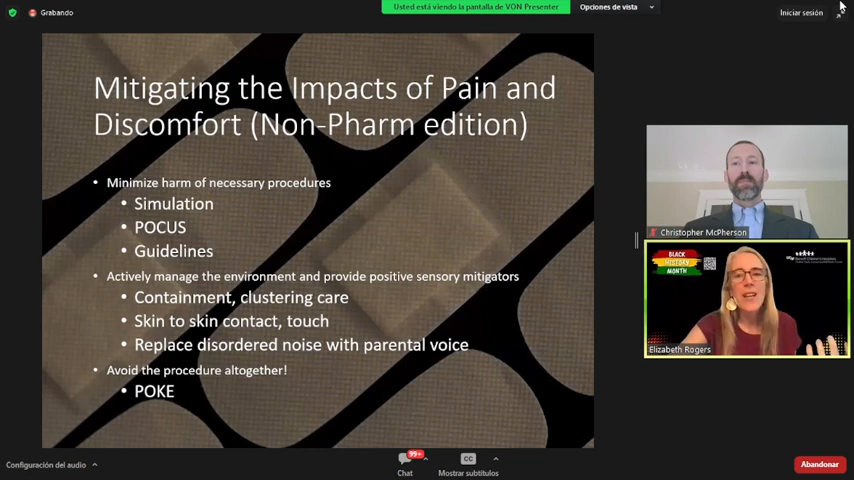 Grabando
Usted está viendo la pantalla de VON Presenter
Opciones de vista
Iniciar sesión
Mitigating the Impacts of Pain and
Discomfort (Non-Pharm edition)
• Minimize harm of necessary procedures
• Simulation
• POCUS
• Guidelines
• Actively manage the environment and provide positive sensory mitigators
• Containment, clustering care
• Skin to skin contact, touch
• Replace disordered noise with parental voice
• Avoid the procedure altogether!
• POKE
Christopher McPherson
BLACK
HISTORY
MONTH
Elizabeth Rogers
Configuración del audio
99+
Chat
CC
Mostrar subtítulos
Abandonar